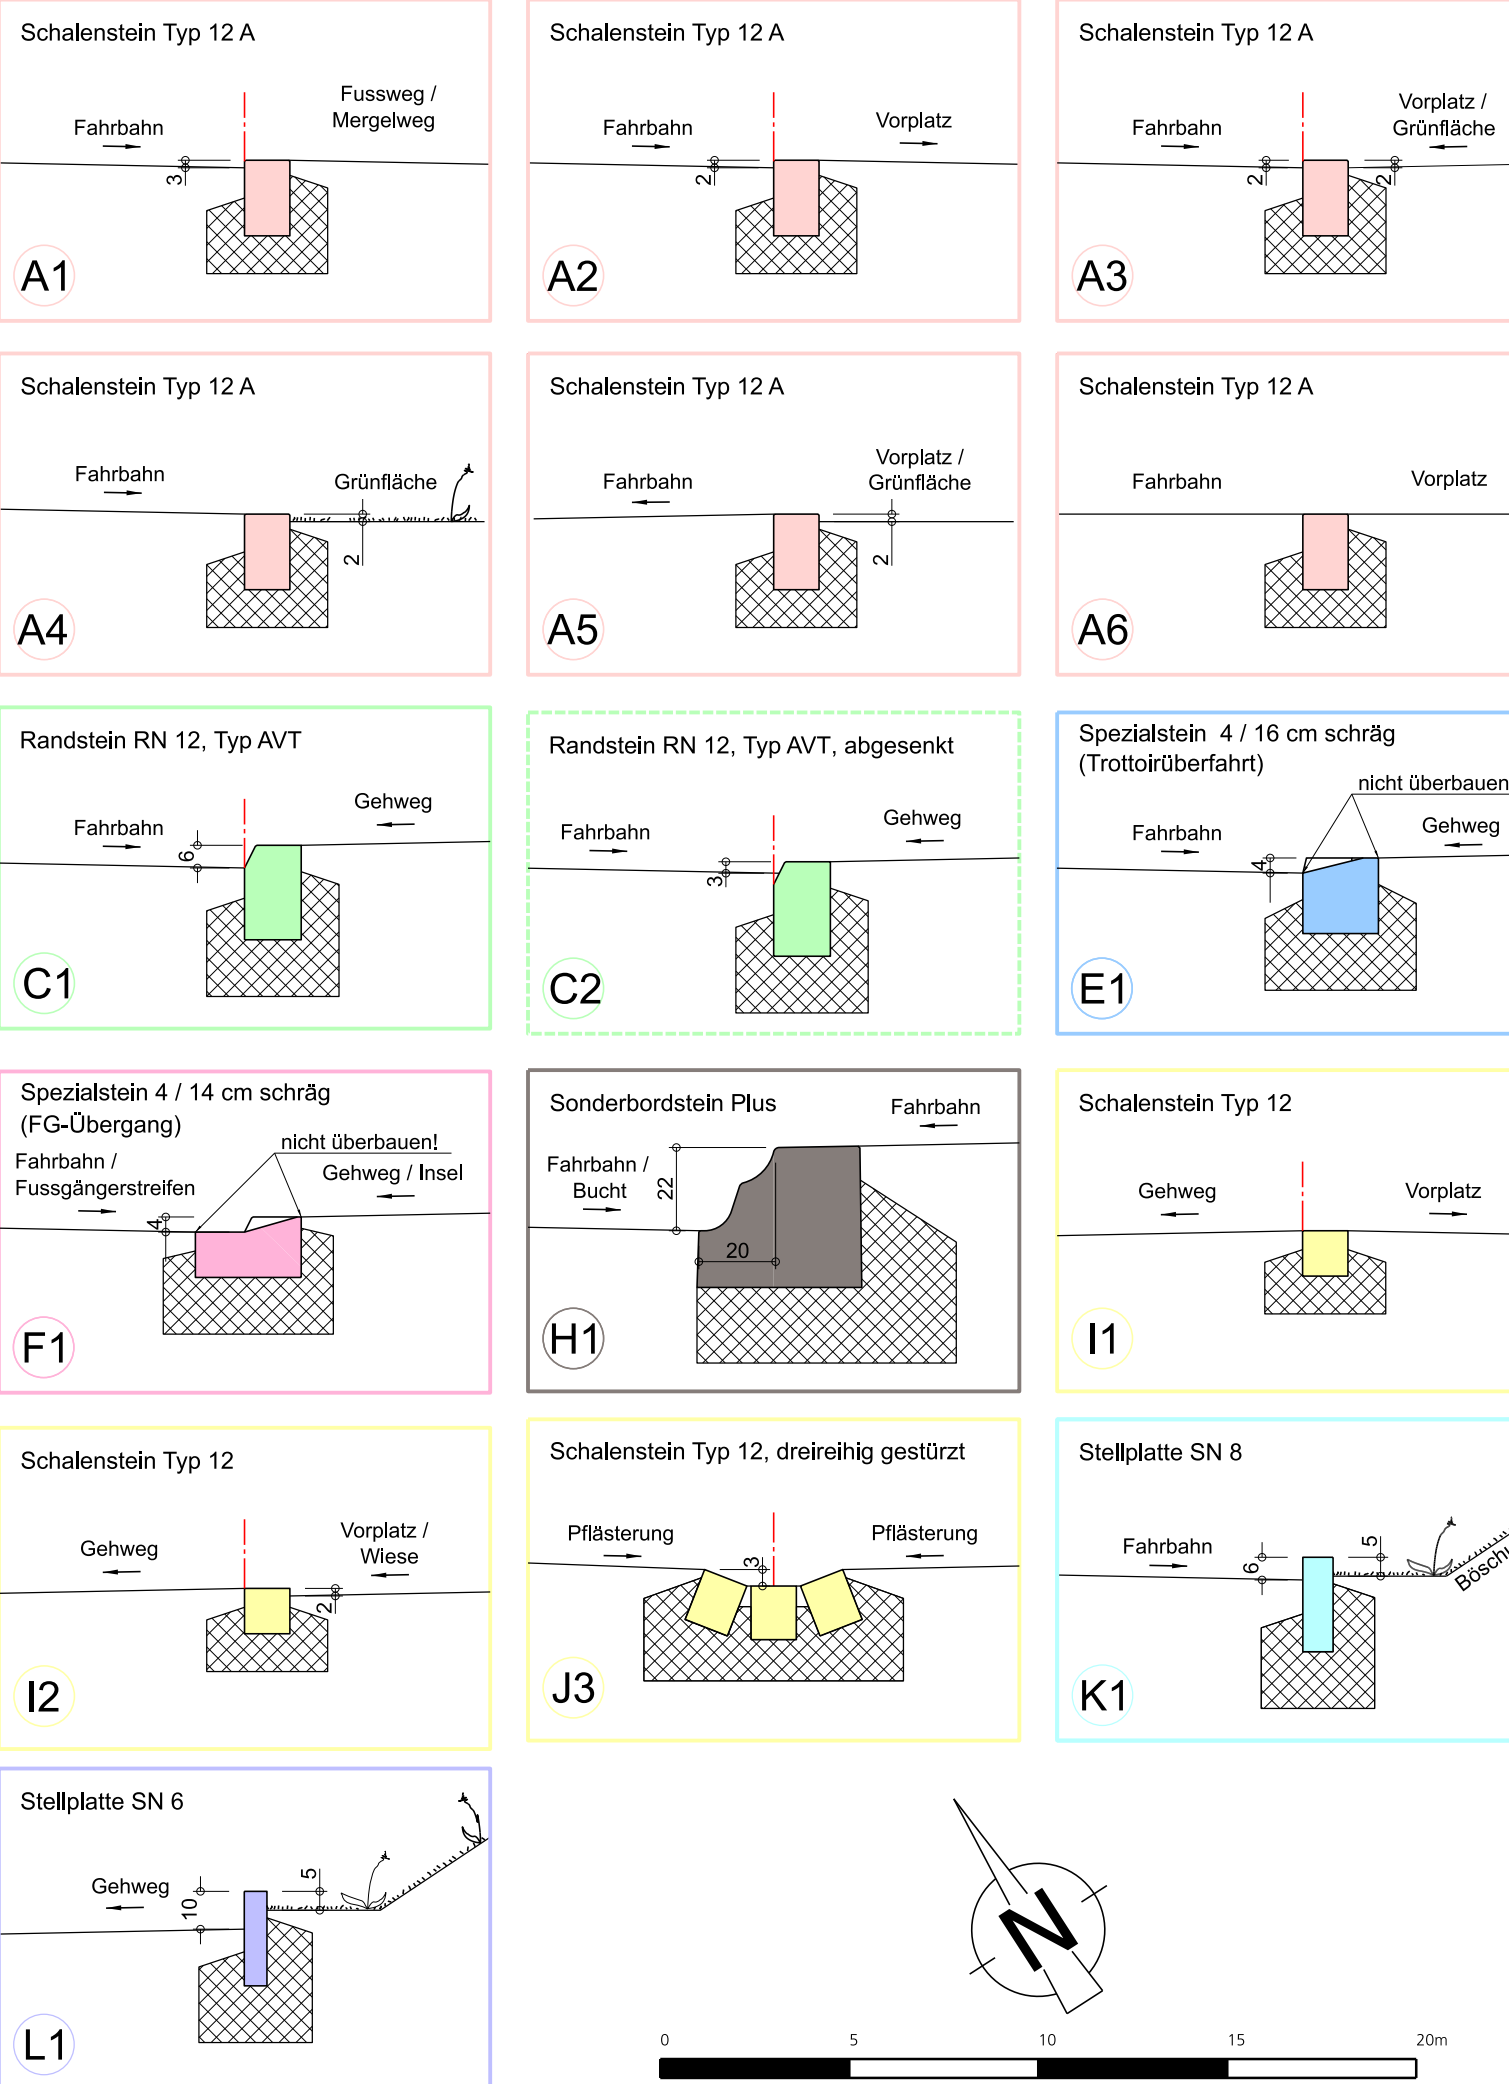 Schalenstein Typ 12 A
Fussweg /
Mergelweg
Fahrbahn
3
A1
Schalenstein Typ 12 A
Fahrbahn
Vorplatz
2
A2
Schalenstein Typ 12 A
Vorplatz /
Grünfläche
Fahrbahn
2
2
A3
Schalenstein Typ 12 A
Fahrbahn
Grünfläche
2
A4
Schalenstein Typ 12 A
Vorplatz /
Grünfläche
Fahrbahn
2
A5
Schalenstein Typ 12 A
Fahrbahn
Vorplatz
A6
Randstein RN 12, Typ AVT
Gehweg
Fahrbahn
6
C1
Randstein RN 12, Typ AVT, abgesenkt
Gehweg
Fahrbahn
3
C2
Spezialstein 4 / 16 cm schräg
(Trottoirüberfahrt)
nicht überbauen
Fahrbahn
Gehweg
4
E1
Spezialstein 4 / 14 cm schräg
(FG-Übergang)
nicht überbauen!
Fahrbahn /
Fussgängerstreifen
Gehweg / Insel
4
F1
Sonderbordstein Plus
Fahrbahn
Fahrbahn /
Bucht
22
20
H1
Schalenstein Typ 12
Gehweg
Vorplatz
I1
Schalenstein Typ 12
Vorplatz /
Wiese
Gehweg
2
I2
Schalenstein Typ 12, dreireihig gestürzt
Pflästerung
Pflästerung
3
J3
Stellplatte SN 8
Fahrbahn
6
5
Böschu
K1
Stellplatte SN 6
Gehweg
10
5
L1
N
0 5 10 15 20m